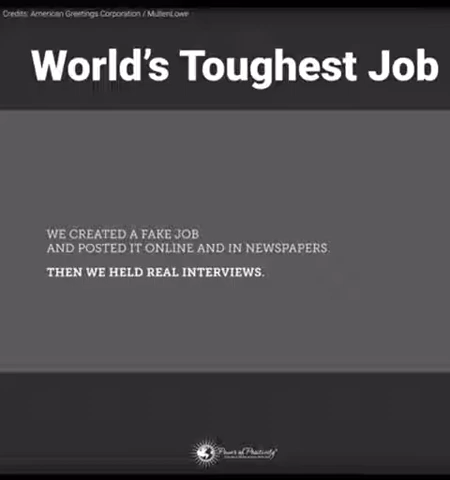 Credits: American Greetings Corporation / MullenLowe
World's Toughest Job
WE CREATED A FAKE JOB
AND POSTED IT ONLINE AND IN NEWSPAPERS.
THEN WE HELD REAL INTERVIEWS.
Power of Positivity